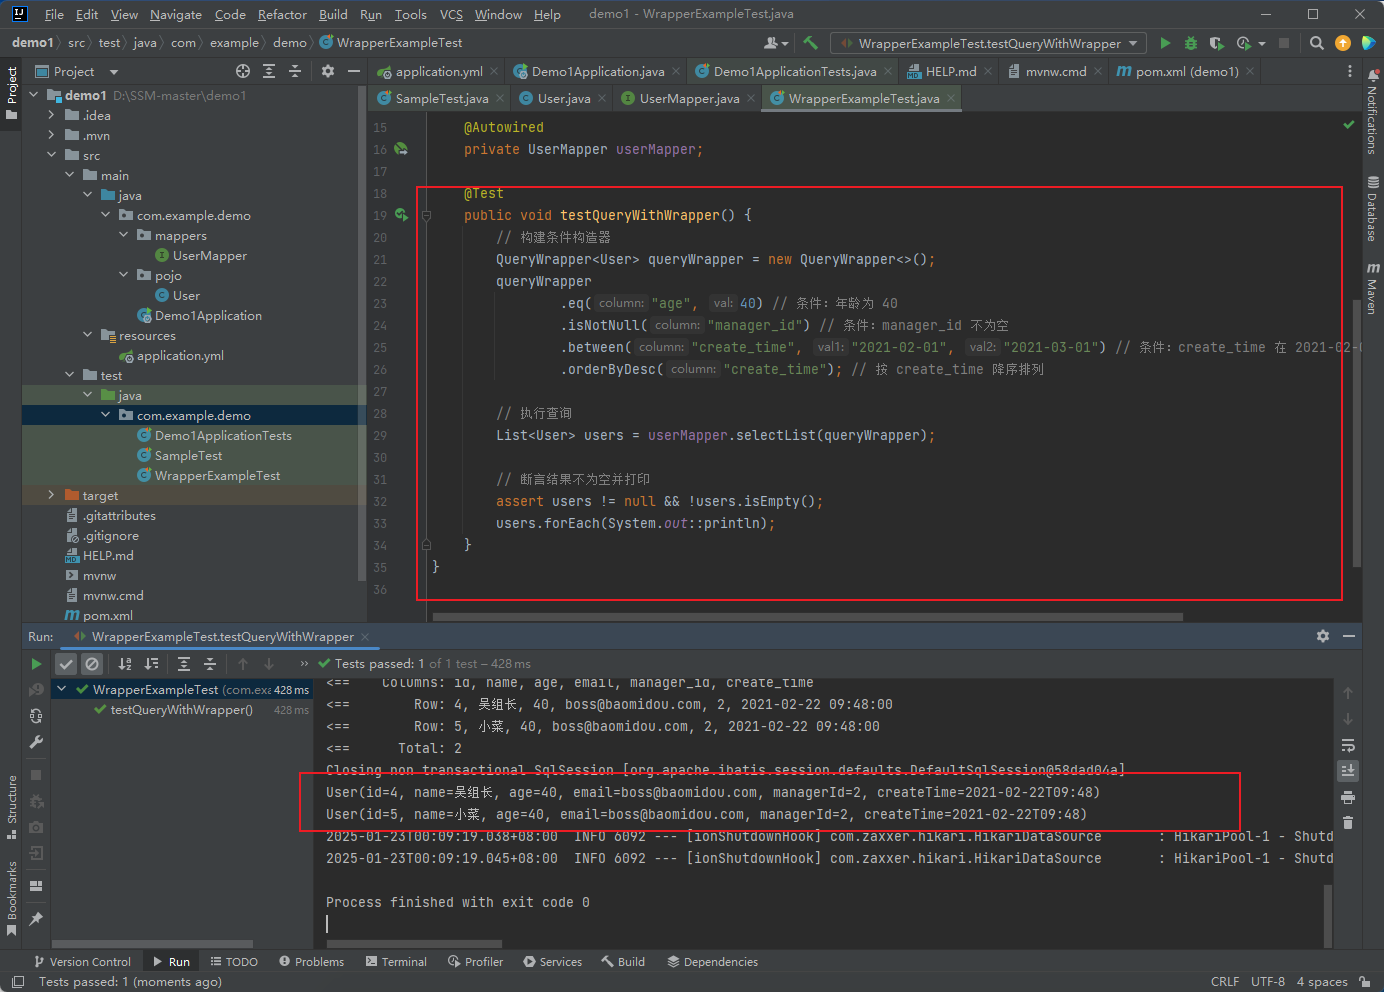 File Edit View Navigate Code Refactor Build Run Tools VCS Window Help demo1 - WrapperExampleTest.java
demo1 src test java com example demo WrapperExampleTest
WrapperExampleTest.testQueryWithWrapper
Project
application.yml Demo1Application.java Demo1ApplicationTests.java HELP.md mvnw.cmd pom.xml (demo1)
SampleTest.java User.java UserMapper.java WrapperExampleTest.java
Project
Structure
Bookmarks
Notifications
Database
Maven
demo1 D:\SSM-master\demo1
.idea
.mvn
src
main
java
com.example.demo
mappers
UserMapper
pojo
User
Demo1Application
resources
application.yml
test
java
com.example.demo
Demo1ApplicationTests
SampleTest
WrapperExampleTest
target
.gitattributes
.gitignore
HELP.md
mvnw
mvnw.cmd
pom.xml
15 @Autowired
16 private UserMapper userMapper;
17
18 @Test
19 public void testQueryWithWrapper() {
20 // 构建条件构造器
21 QueryWrapper<User> queryWrapper = new QueryWrapper<>();
22 queryWrapper
23 .eq( column: "age", val: 40) // 条件：年龄为 40
24 .isNotNull( column: "manager_id") // 条件：manager_id 不为空
25 .between( column: "create_time", val1: "2021-02-01", val2: "2021-03-01") // 条件：create_time 在 2021-02-
26 .orderByDesc( column: "create_time"); // 按 create_time 降序排列
27
28 // 执行查询
29 List<User> users = userMapper.selectList(queryWrapper);
30
31 // 断言结果不为空并打印
32 assert users != null && !users.isEmpty();
33 users.forEach(System.out::println);
34 }
35 }
36
Run: WrapperExampleTest.testQueryWithWrapper
Tests passed: 1 of 1 test – 428 ms
WrapperExampleTest (com.exa 428 ms
testQueryWithWrapper() 428 ms
<== Columns: id, name, age, email, manager_id, create_time
<== Row: 4, 吴组长, 40, boss@baomidou.com, 2, 2021-02-22 09:48:00
<== Row: 5, 小菜, 40, boss@baomidou.com, 2, 2021-02-22 09:48:00
<== Total: 2
Closing non transactional SqlSession [org.apache.ibatis.session.defaults.DefaultSqlSession@58dad04a]
User(id=4, name=吴组长, age=40, email=boss@baomidou.com, managerId=2, createTime=2021-02-22T09:48)
User(id=5, name=小菜, age=40, email=boss@baomidou.com, managerId=2, createTime=2021-02-22T09:48)
2025-01-23T00:09:19.038+08:00 INFO 6092 --- [ionShutdownHook] com.zaxxer.hikari.HikariDataSource : HikariPool-1 - Shutd
2025-01-23T00:09:19.045+08:00 INFO 6092 --- [ionShutdownHook] com.zaxxer.hikari.HikariDataSource : HikariPool-1 - Shutd
Process finished with exit code 0
Version Control Run TODO Problems Terminal Profiler Services Build Dependencies
Tests passed: 1 (moments ago) CRLF UTF-8 4 spaces